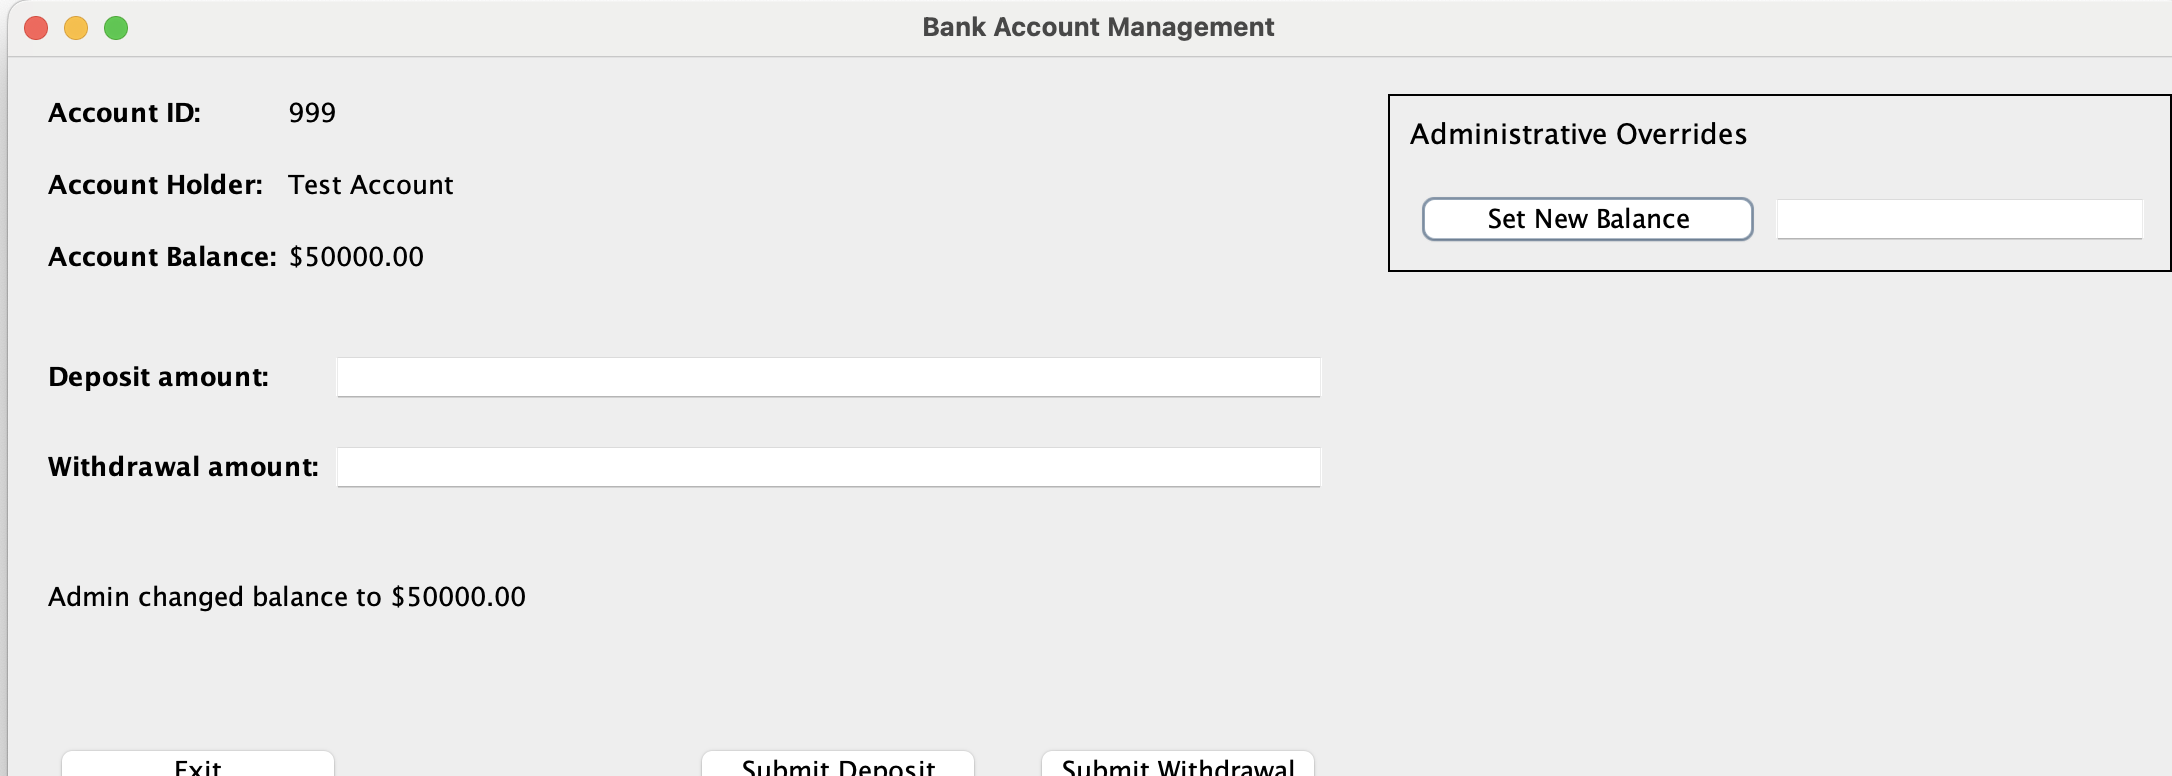 Bank Account Management
Account ID: 999
Account Holder: Test Account
Account Balance: $50000.00
Administrative Overrides
Set New Balance
Deposit amount:
Withdrawal amount:
Admin changed balance to $50000.00
Exit
Submit Deposit
Submit Withdrawal